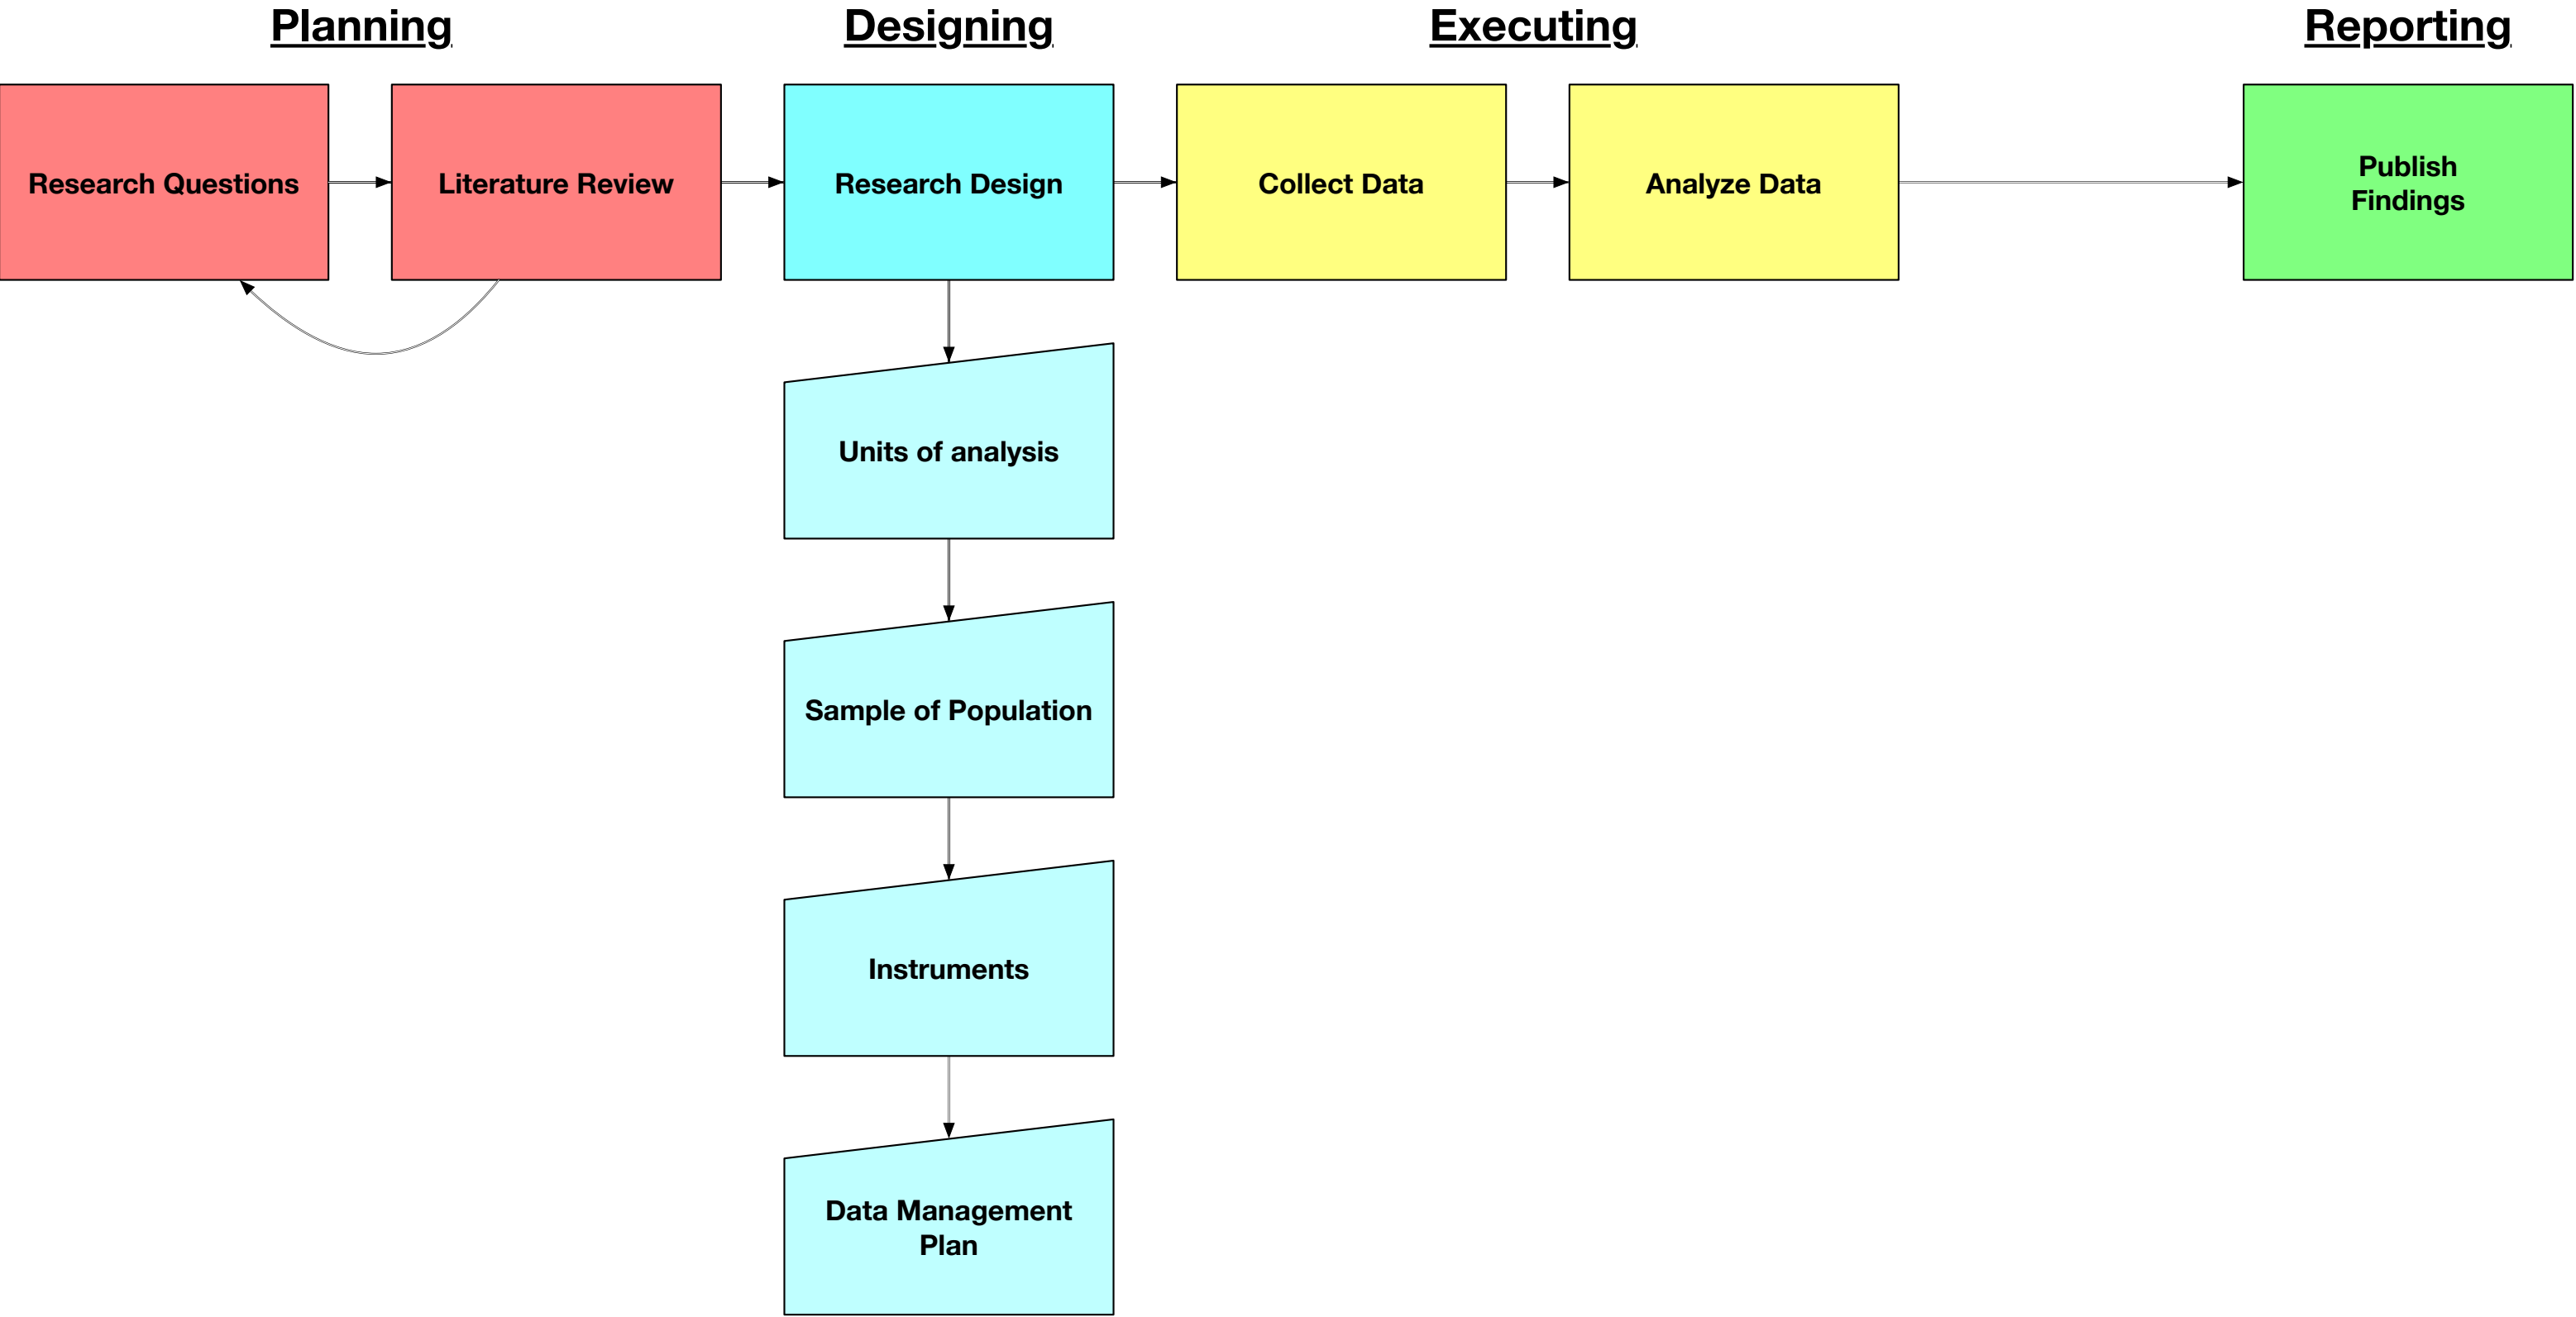 Planning
Designing
Executing
Reporting
Research Questions
Literature Review
Research Design
Collect Data
Analyze Data
Publish
Findings
Units of analysis
Sample of Population
Instruments
Data Management
Plan